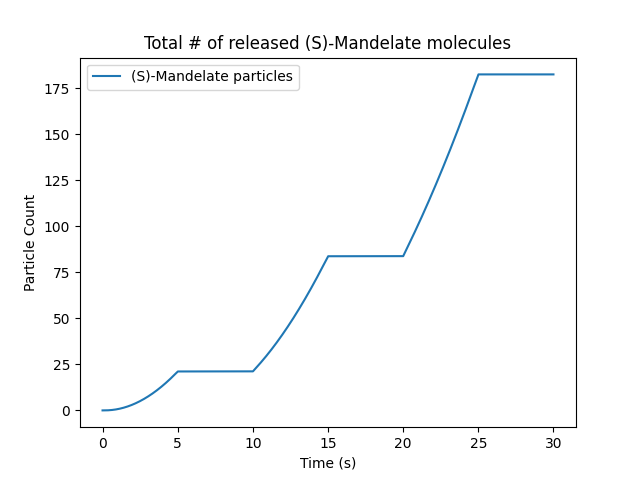 Total # of released (S)-Mandelate molecules
(S)-Mandelate particles
175
150
125
100
75
50
25
0
Particle Count
0 5 10 15 20 25 30
Time (s)